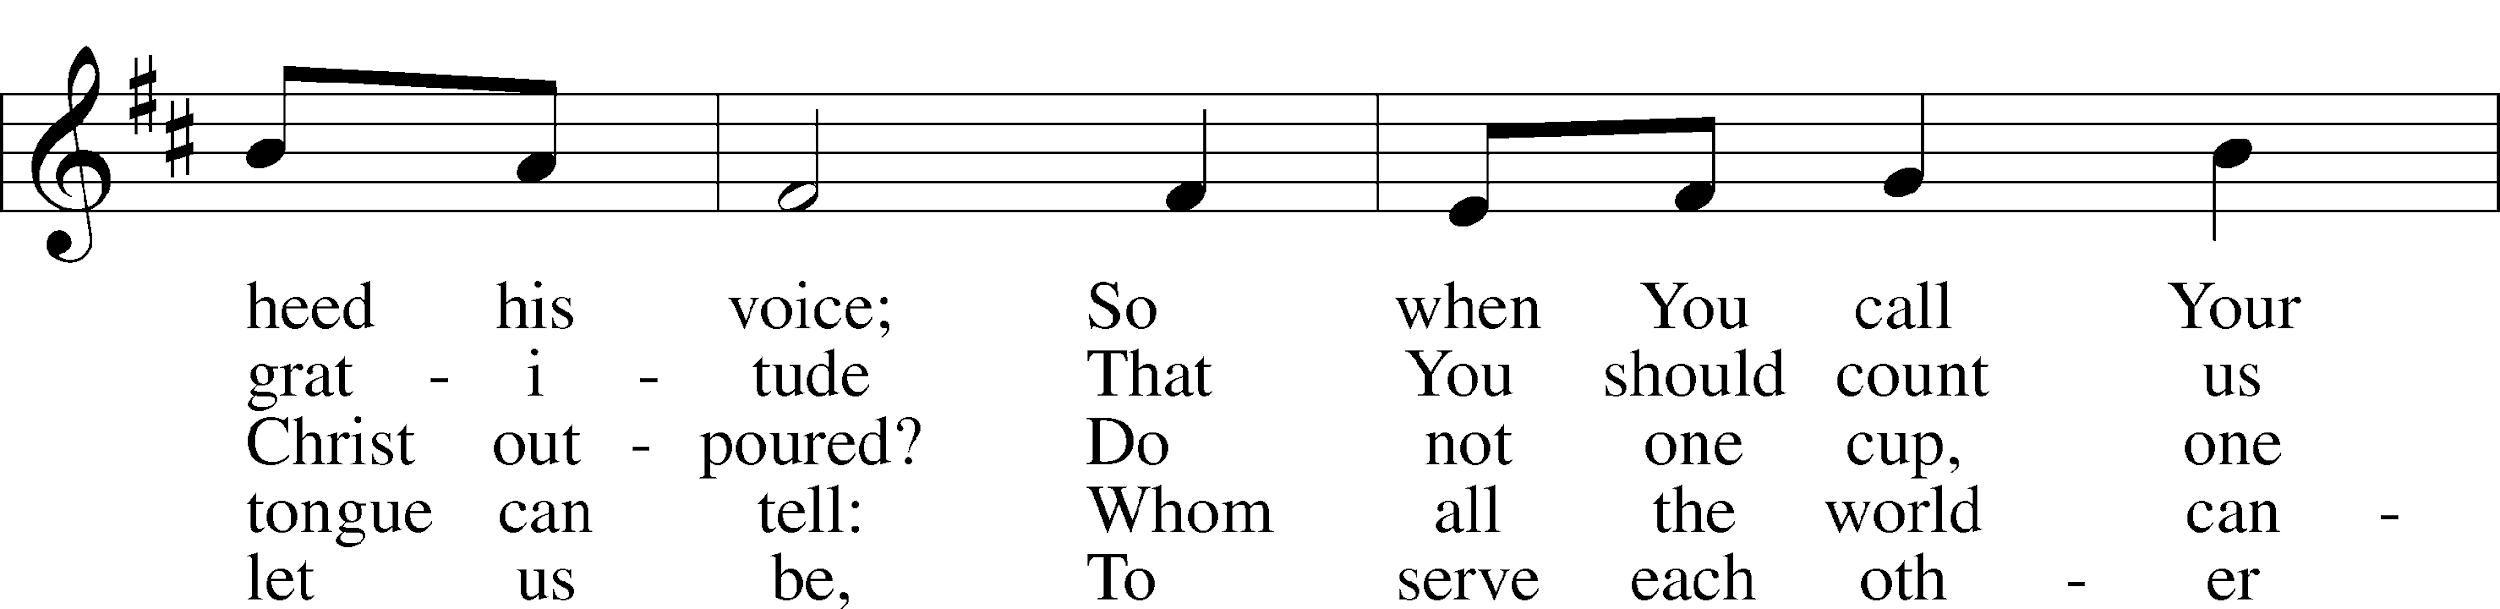 heed his voice; So when You call Your
grat - i - tude That You should count us
Christ out - poured? Do not one cup, one
tongue can tell: Whom all the world can -
let us be, To serve each oth - er